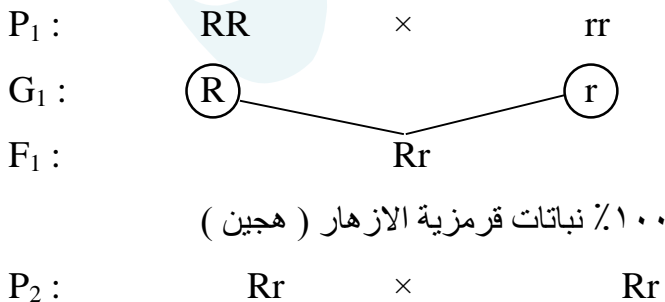 P₁ : RR × rr
G₁ : R r
F₁ : Rr
١٠٠٪ نباتات قرمزية الازهار ( هجين )
P₂ : Rr × Rr